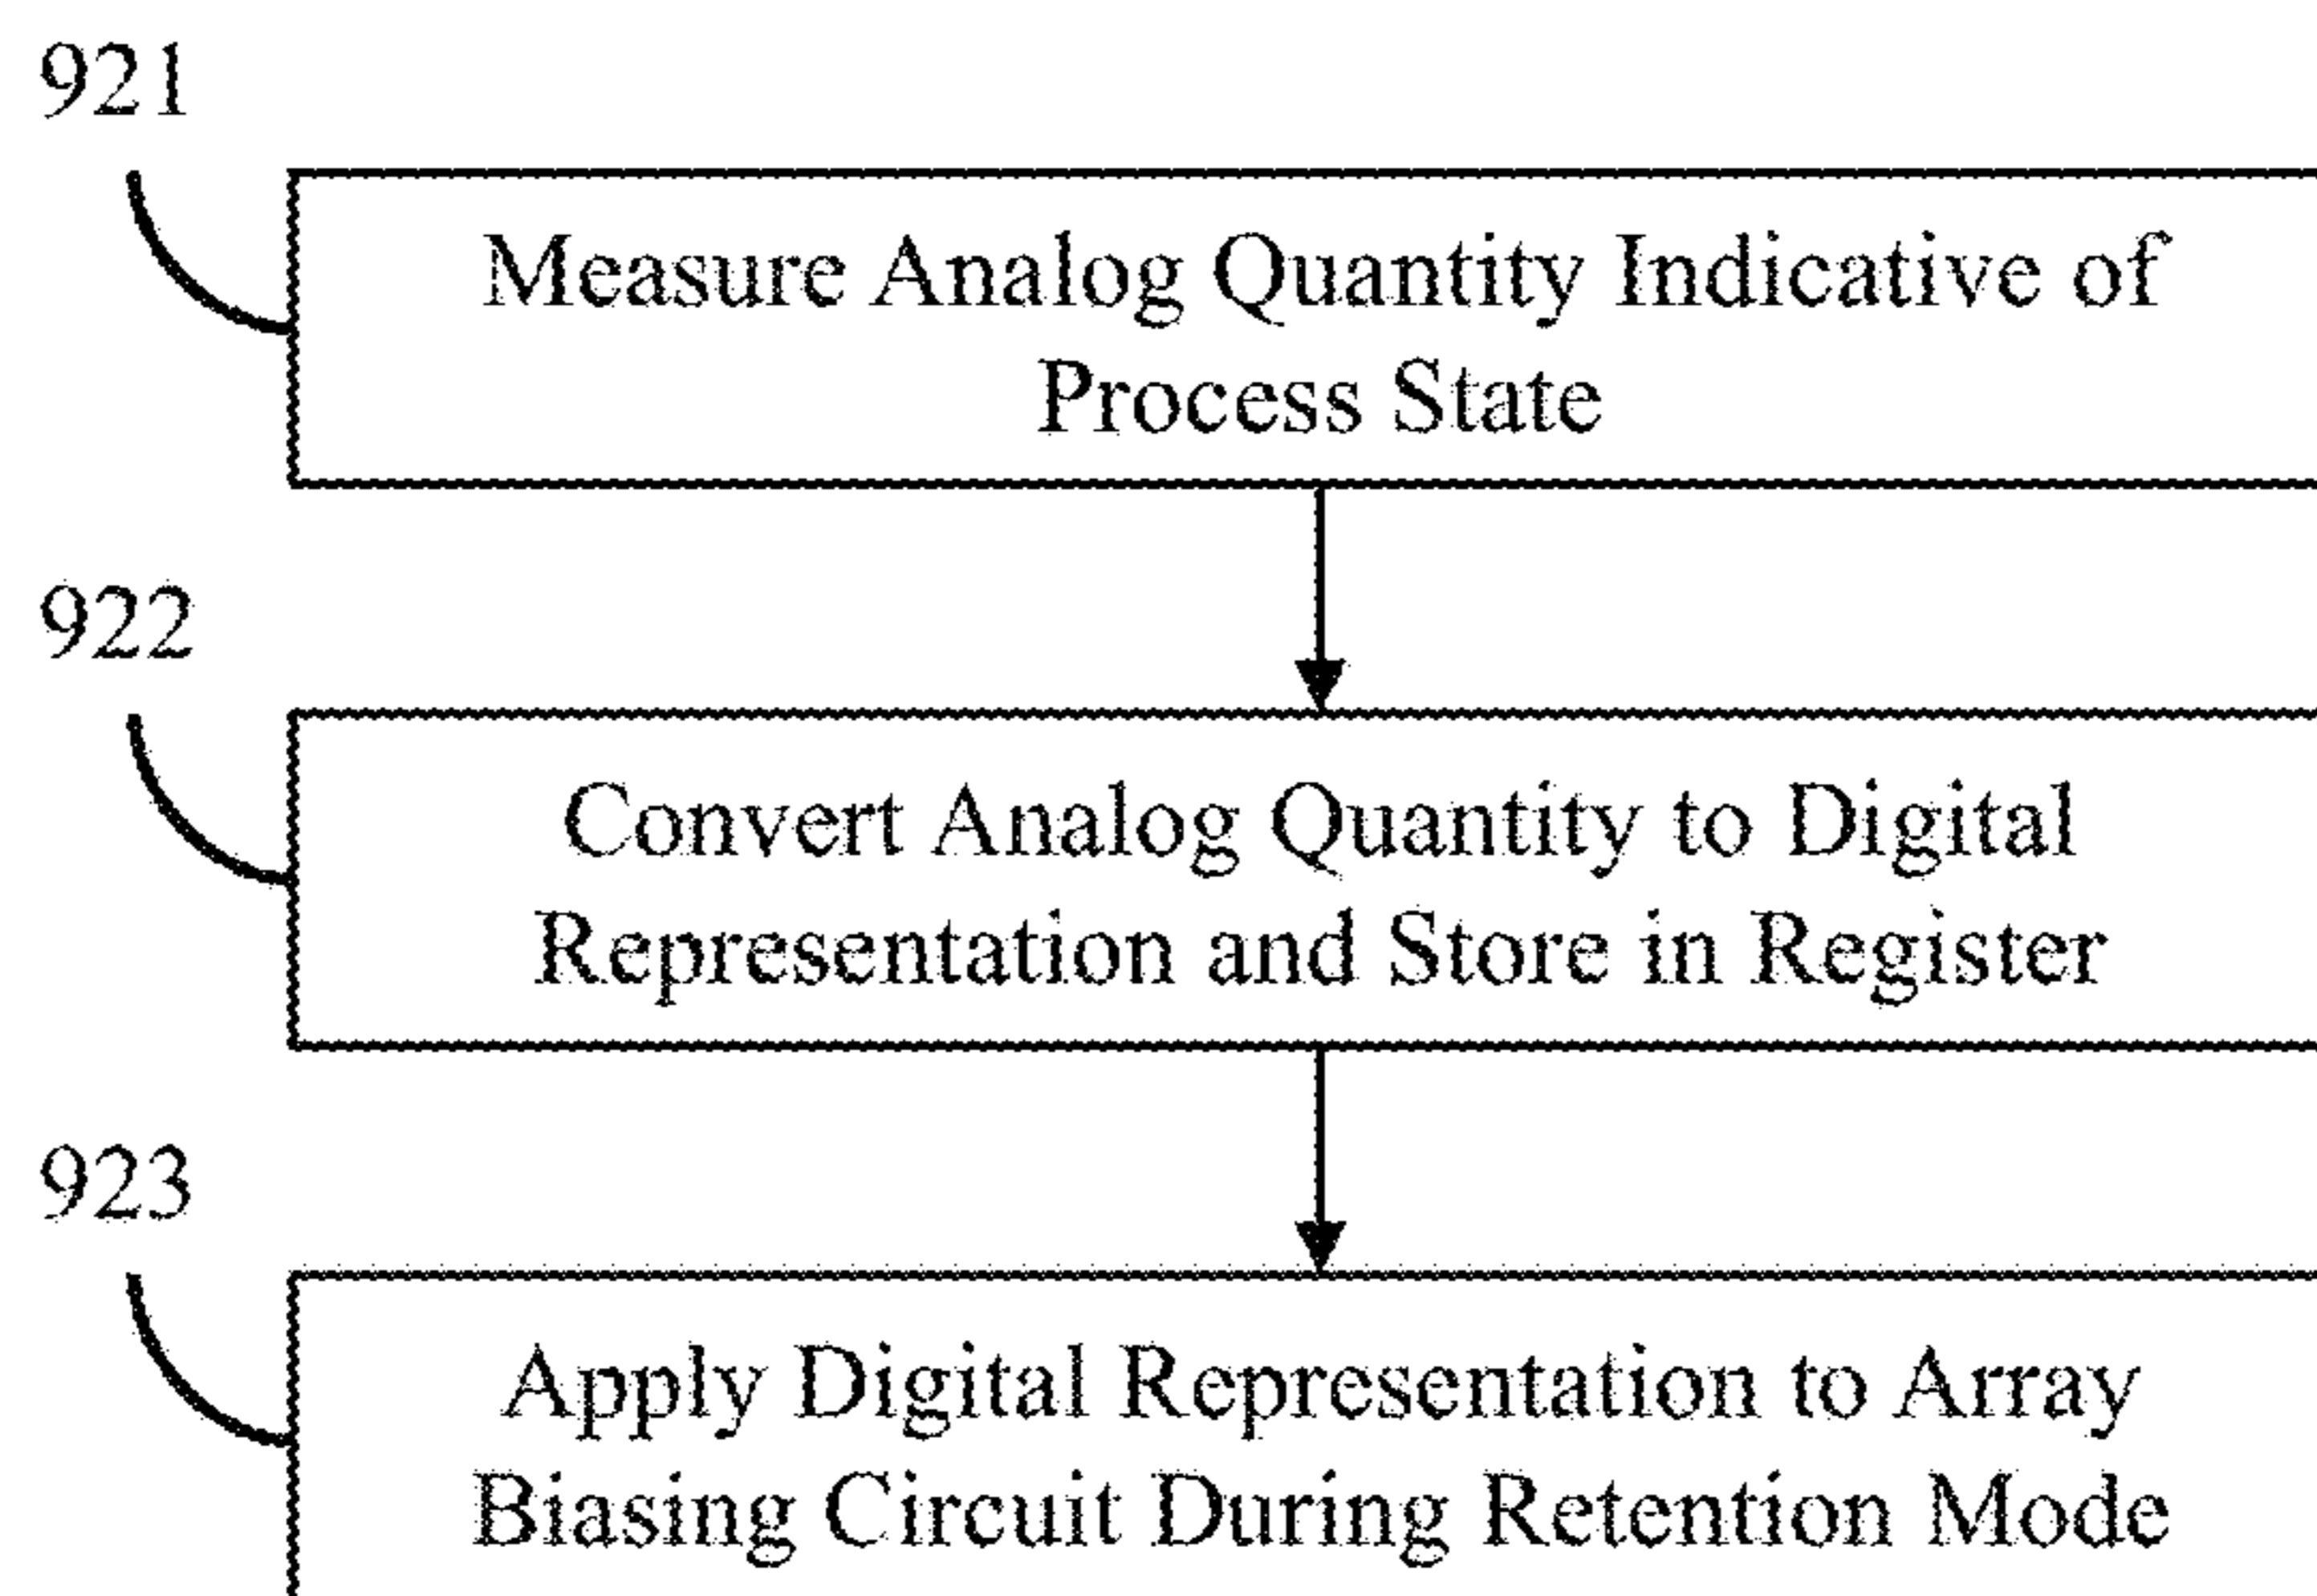 921
Measure Analog Quantity Indicative of
Process State
922
Convert Analog Quantity to Digital
Representation and Store in Register
923
Apply Digital Representation to Array
Biasing Circuit During Retention Mode